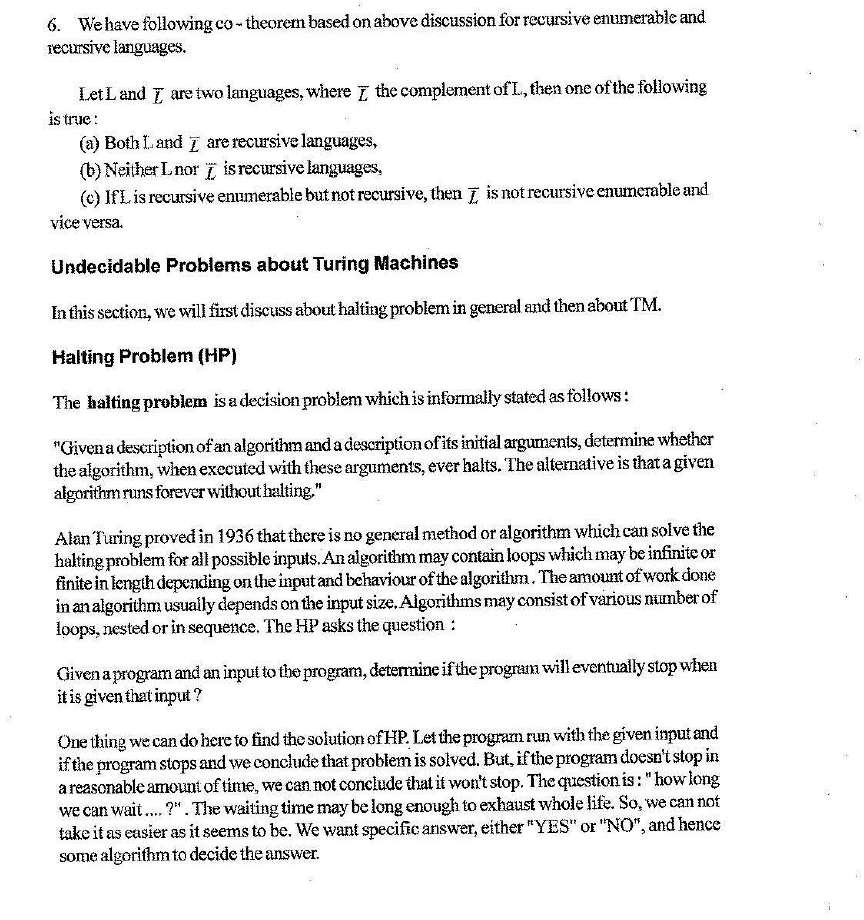 6. We have following co - theorem based on above discussion for recursive enumerable and
recursive languages.
Let L and L̅ are two languages, where L̅ the complement of L, then one of the following
is true :
(a) Both L and L̅ are recursive languages,
(b) Neither L nor L̅ is recursive languages,
(c) If L is recursive enumerable but not recursive, then L̅ is not recursive enumerable and
vice versa.
Undecidable Problems about Turing Machines
In this section, we will first discuss about halting problem in general and then about TM.
Halting Problem (HP)
The halting problem is a decision problem which is informally stated as follows :
"Given a description of an algorithm and a description of its initial arguments, determine whether
the algorithm, when executed with these arguments, ever halts. The alternative is that a given
algorithm runs forever without halting."
Alan Turing proved in 1936 that there is no general method or algorithm which can solve the
halting problem for all possible inputs. An algorithm may contain loops which may be infinite or
finite in length depending on the input and behaviour of the algorithm . The amount of work done
in an algorithm usually depends on the input size. Algorithms may consist of various number of
loops, nested or in sequence. The HP asks the question :
Given a program and an input to the program, determine if the program will eventually stop when
it is given that input ?
One thing we can do here to find the solution of HP. Let the program run with the given input and
if the program stops and we conclude that problem is solved. But, if the program doesn't stop in
a reasonable amount of time, we can not conclude that it won't stop. The question is : " how long
we can wait .... ?" . The waiting time may be long enough to exhaust whole life. So, we can not
take it as easier as it seems to be. We want specific answer, either "YES" or "NO", and hence
some algorithm to decide the answer.